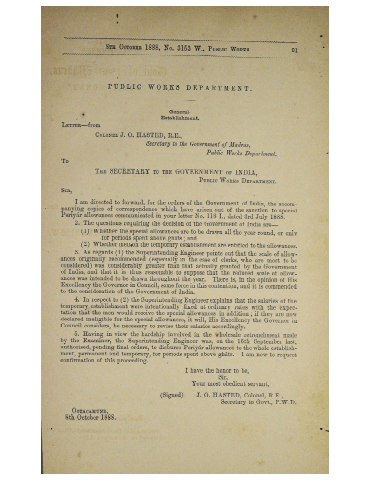 8TH OCTOBER 1888, NO. 3153 W., PUBLIC WORKS 61
PUBLIC WORKS DEPARTMENT.
General
Establishment.
LETTER—from
COLONEL J. O. HASTED, R.E.,
Secretary to the Government of Madras,
Public Works Department.
To
THE SECRETARY TO THE GOVERNMENT OF INDIA,
PUBLIC WORKS DEPARTMENT.
SIR,
I am directed to forward, for the orders of the Government of India, the accom-
panying copies of correspondence which have arisen out of the sanction to special
Periyár allowances communicated in your letter No. 118 I., dated 3rd July 1888.
2. The questions requiring the decision of the Government of India are—
(1) Whether the special allowances are to be drawn all the year round, or only
for periods spent above gháts; and
(2) Whether men on the temporary establishment are entitled to the allowances.
3. As regards (1) the Superintending Engineer points out that the scale of allow-
ances originally recommended (especially in the case of clerks, who are most to be
considered) was considerably greater than that actually granted by the Government
of India, and that it is thus reasonable to suppose that the reduced scale of allow-
ances was intended to be drawn throughout the year. There is, in the opinion of His
Excellency the Governor in Council, some force in this contention, and it is commended
to the consideration of the Government of India.
4. In respect to (2) the Superintending Engineer explains that the salaries of the
temporary establishment were intentionally fixed at ordinary rates with the expec-
tation that the men would receive the special allowances in addition; if they are now
declared ineligible for the special allowances, it will, His Excellency the Governor in
Council considers, be necessary to revise their salaries accordingly.
5. Having in view the hardship involved in the wholesale retrenchment made
by the Examiner, the Superintending Engineer was, on the 15th September last,
authorised, pending final orders, to disburse Periyár allowances to the whole establish-
ment, permanent and temporary, for periods spent above gháts. I am now to request
confirmation of this proceeding.
I have the honor to be,
Sir,
Your most obedient servant,
(Signed) J. O. HASTED, Colonel, R.E.,
Secretary to Govt., P.W.D.
OOTACAMUND,
8th October 1888.